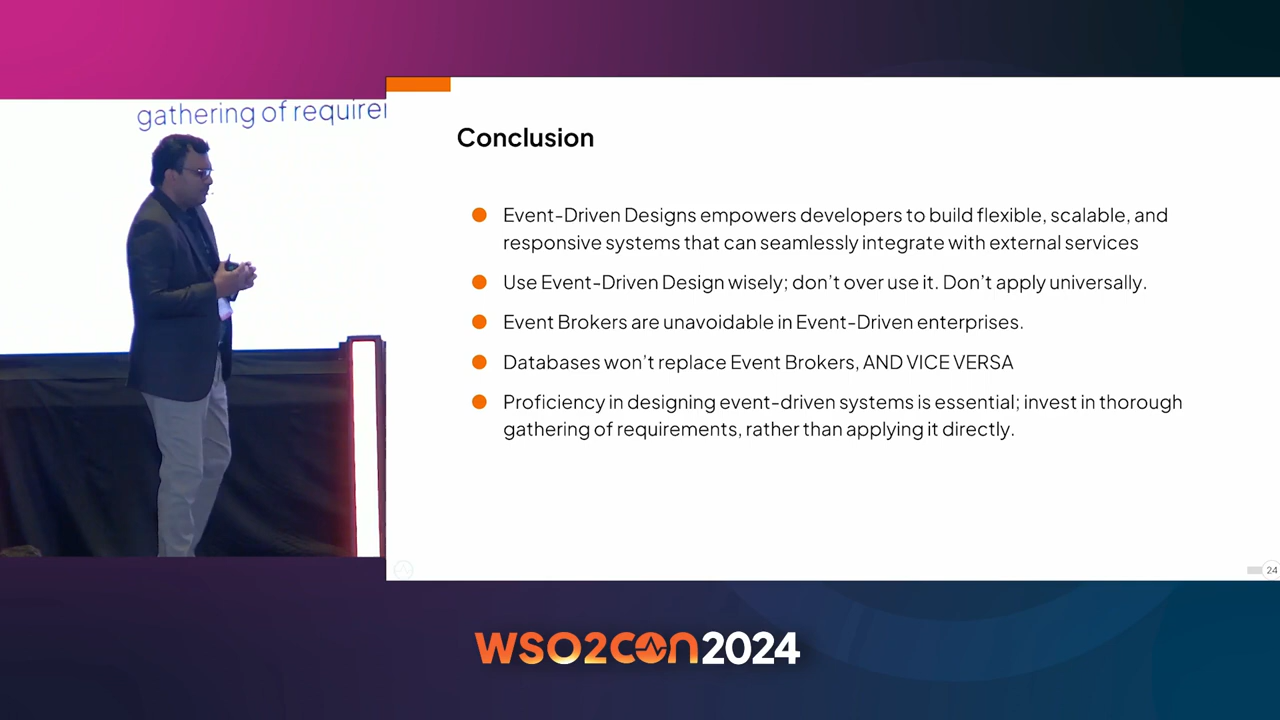 gathering of requirer
Conclusion
Event-Driven Designs empowers developers to build flexible, scalable, and
responsive systems that can seamlessly integrate with external services
Use Event-Driven Design wisely; don't over use it. Don't apply universally.
Event Brokers are unavoidable in Event-Driven enterprises.
Databases won't replace Event Brokers, AND VICE VERSA
Proficiency in designing event-driven systems is essential; invest in thorough
gathering of requirements, rather than applying it directly.
24
WSO2CON2024